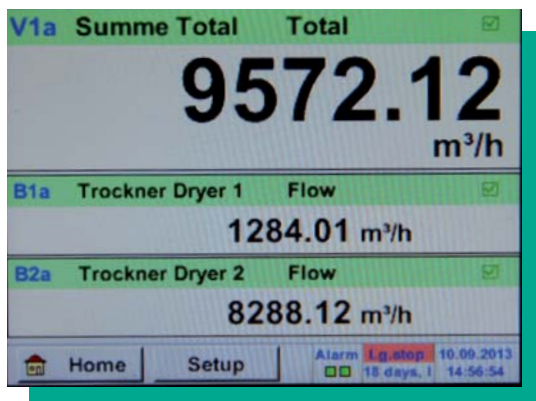 V1a Summe Total Total
9572.12
m³/h
B1a Trockner Dryer 1 Flow
1284.01 m³/h
B2a Trockner Dryer 2 Flow
8288.12 m³/h
Home Setup Alarm Lg.stop 10.09.2013
18 days, 14:56:54